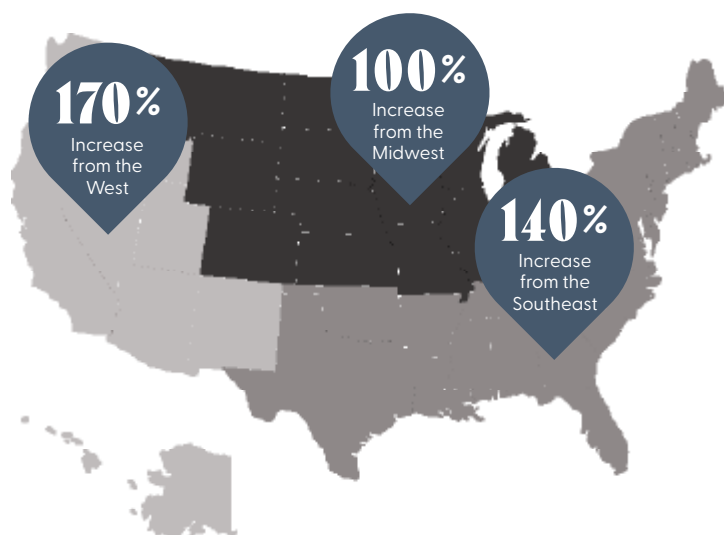 170%
Increase
from the
West
100%
Increase
from the
Midwest
140%
Increase
from the
Southeast